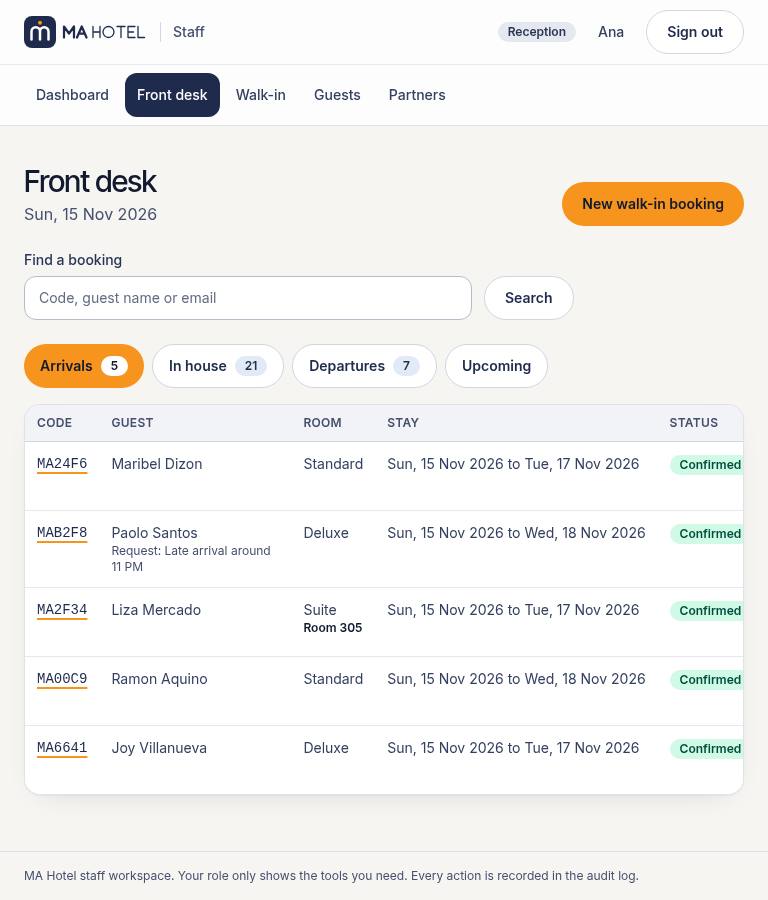 MA HOTEL Staff Reception Ana Sign out
Dashboard Front desk Walk-in Guests Partners
Front desk
Sun, 15 Nov 2026
New walk-in booking
Find a booking
Code, guest name or email Search
Arrivals 5 In house 21 Departures 7 Upcoming
CODE GUEST ROOM STAY STATUS
MA24F6 Maribel Dizon Standard Sun, 15 Nov 2026 to Tue, 17 Nov 2026 Confirmed
MAB2F8 Paolo Santos Deluxe Sun, 15 Nov 2026 to Wed, 18 Nov 2026 Confirmed
Request: Late arrival around
11 PM
MA2F34 Liza Mercado Suite Sun, 15 Nov 2026 to Tue, 17 Nov 2026 Confirmed
Room 305
MA00C9 Ramon Aquino Standard Sun, 15 Nov 2026 to Wed, 18 Nov 2026 Confirmed
MA6641 Joy Villanueva Deluxe Sun, 15 Nov 2026 to Tue, 17 Nov 2026 Confirmed
MA Hotel staff workspace. Your role only shows the tools you need. Every action is recorded in the audit log.